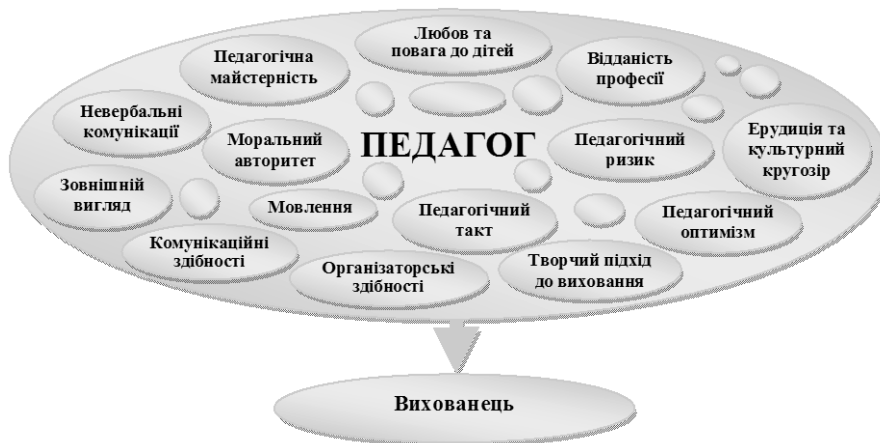 Любов та
повага до дітей
Педагогічна
майстерність
Відданість
професії
Невербальні
комунікації
Моральний
авторитет
ПЕДАГОГ
Педагогічний
ризик
Ерудиція та
культурний
кругозір
Зовнішній
вигляд
Мовлення
Педагогічний
такт
Педагогічний
оптимізм
Комунікаційні
здібності
Організаторські
здібності
Творчий підхід
до виховання
Вихованець